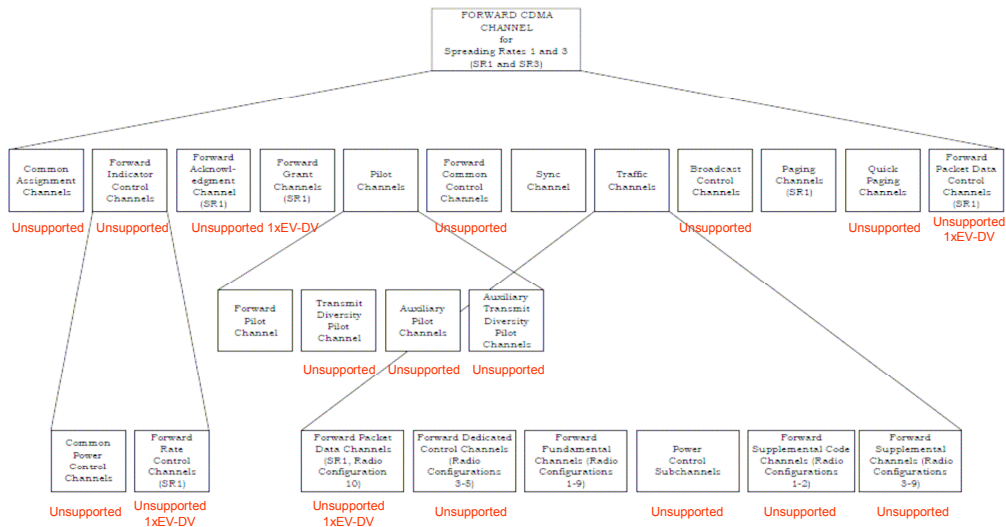 FORWARD CDMA
CHANNEL
for
Spreading Rates 1 and 3
(SR1 and SR3)
Common
Assignment
Channels
Forward
Indicator
Control
Channels
Forward
Acknowl-
edgment
Channel
(SR1)
Forward
Grant
Channels
(SR1)
Pilot
Channels
Forward
Common
Control
Channels
Sync
Channel
Traffic
Channels
Broadcast
Control
Channels
Paging
Channels
(SR1)
Quick
Paging
Channels
Forward
Packet Data
Control
Channels
(SR1)
Unsupported
Unsupported
Unsupported 1xEV-DV
Unsupported
Unsupported
Unsupported
Unsupported
1xEV-DV
Forward
Pilot
Channel
Transmit
Diversity
Pilot
Channel
Auxiliary
Pilot
Channels
Auxiliary
Transmit
Diversity
Pilot
Channels
Unsupported
Unsupported
Unsupported
Common
Power
Control
Channels
Forward
Rate
Control
Channels
(SR1)
Forward Packet
Data Channels
(SR1, Radio
Configuration
10)
Forward Dedicated
Control Channels
(Radio
Configurations
3-5)
Forward
Fundamental
Channels (Radio
Configurations
1-9)
Power
Control
Subchannels
Forward
Supplemental Code
Channels (Radio
Configurations
1-2)
Forward
Supplemental
Channels (Radio
Configurations
3-9)
Unsupported
Unsupported
1xEV-DV
Unsupported
1xEV-DV
Unsupported
Unsupported
Unsupported
Unsupported